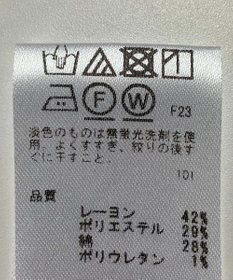 F W F23
淡色のものは無蛍光洗剤を使
用、よくすすぎ、絞りの後す
ぐに干すこと。
101
品質
レーヨン 42%
ポリエステル 29%
綿 28%
ポリウレタン 1%